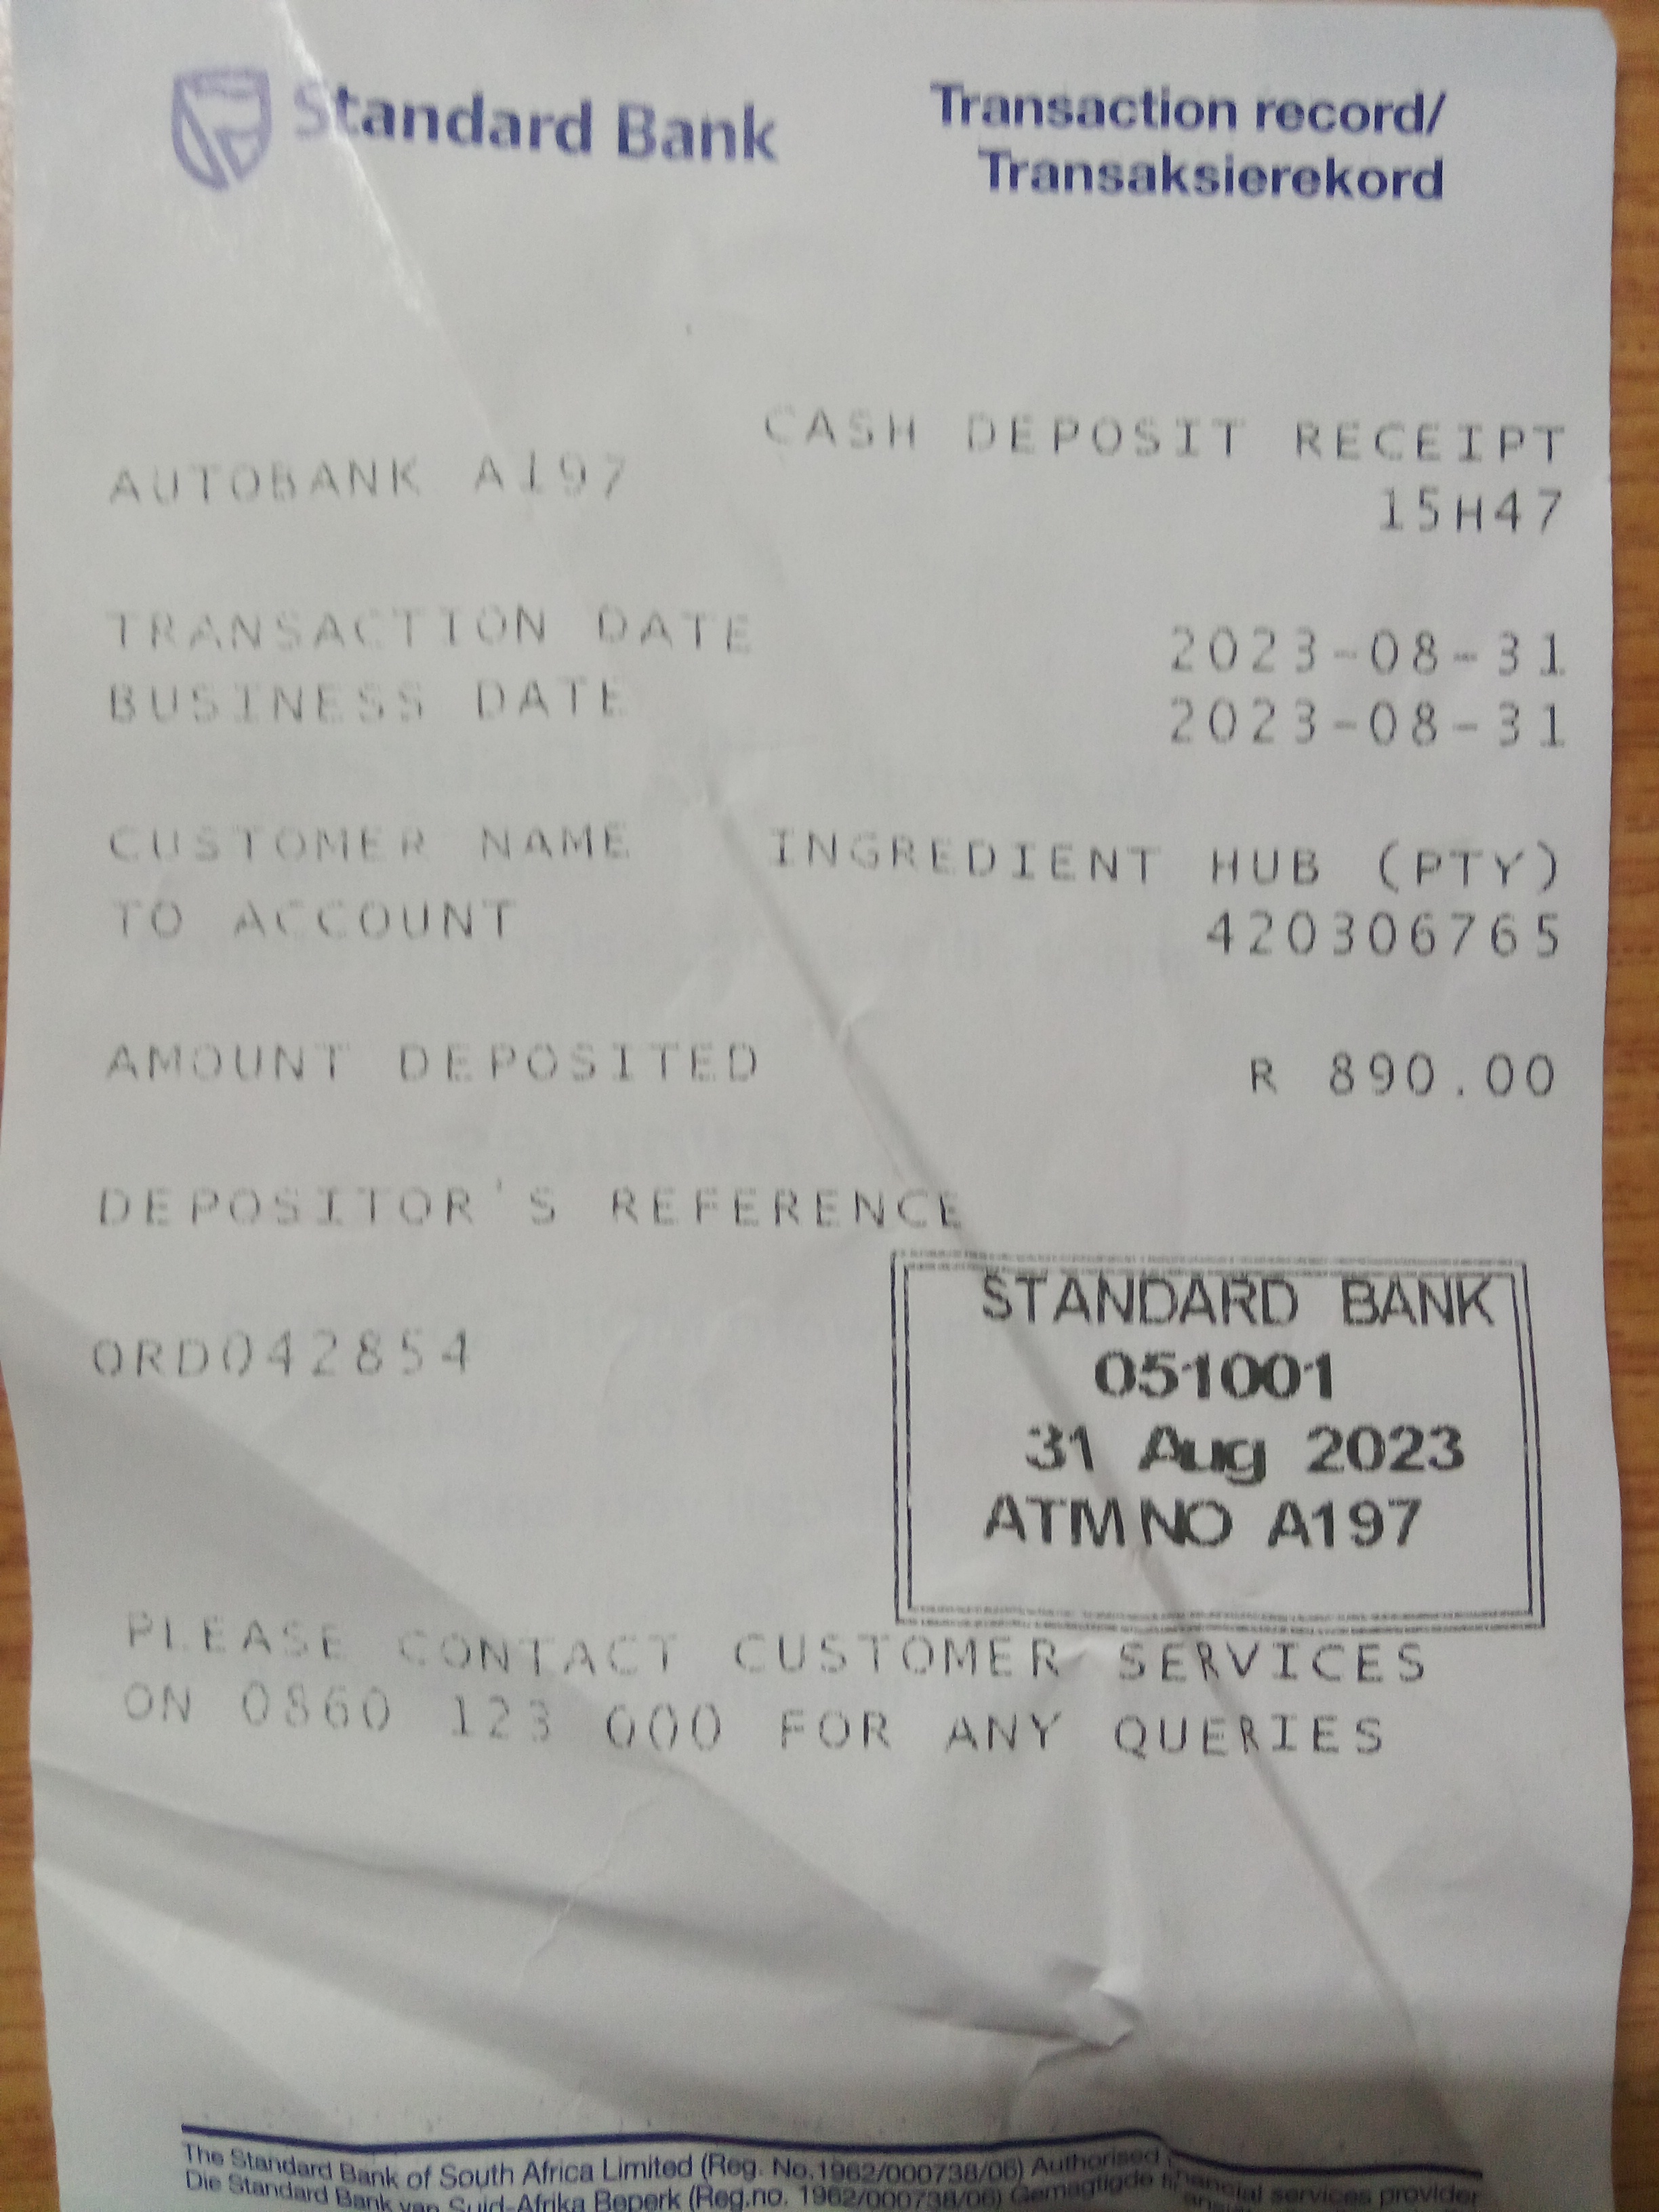 Standard Bank
Transaction record/
Transaksierekord
CASH DEPOSIT RECEIPT
AUTOBANK A197
15H47
TRANSACTION DATE 2023-08-31
BUSINESS DATE 2023-08-31
CUSTOMER NAME INGREDIENT HUB (PTY)
TO ACCOUNT 420306765
AMOUNT DEPOSITED R 890.00
DEPOSITOR'S REFERENCE
ORD042854
STANDARD BANK
051001
31 Aug 2023
ATM NO A197
PLEASE CONTACT CUSTOMER SERVICES
ON 0860 123 000 FOR ANY QUERIES
The Standard Bank of South Africa Limited (Reg. No.1962/000738/06) Authorised financial services provider
Die Standard Bank van Suid-Afrika Beperk (Reg.no. 1962/000738/06) Gemagtigde